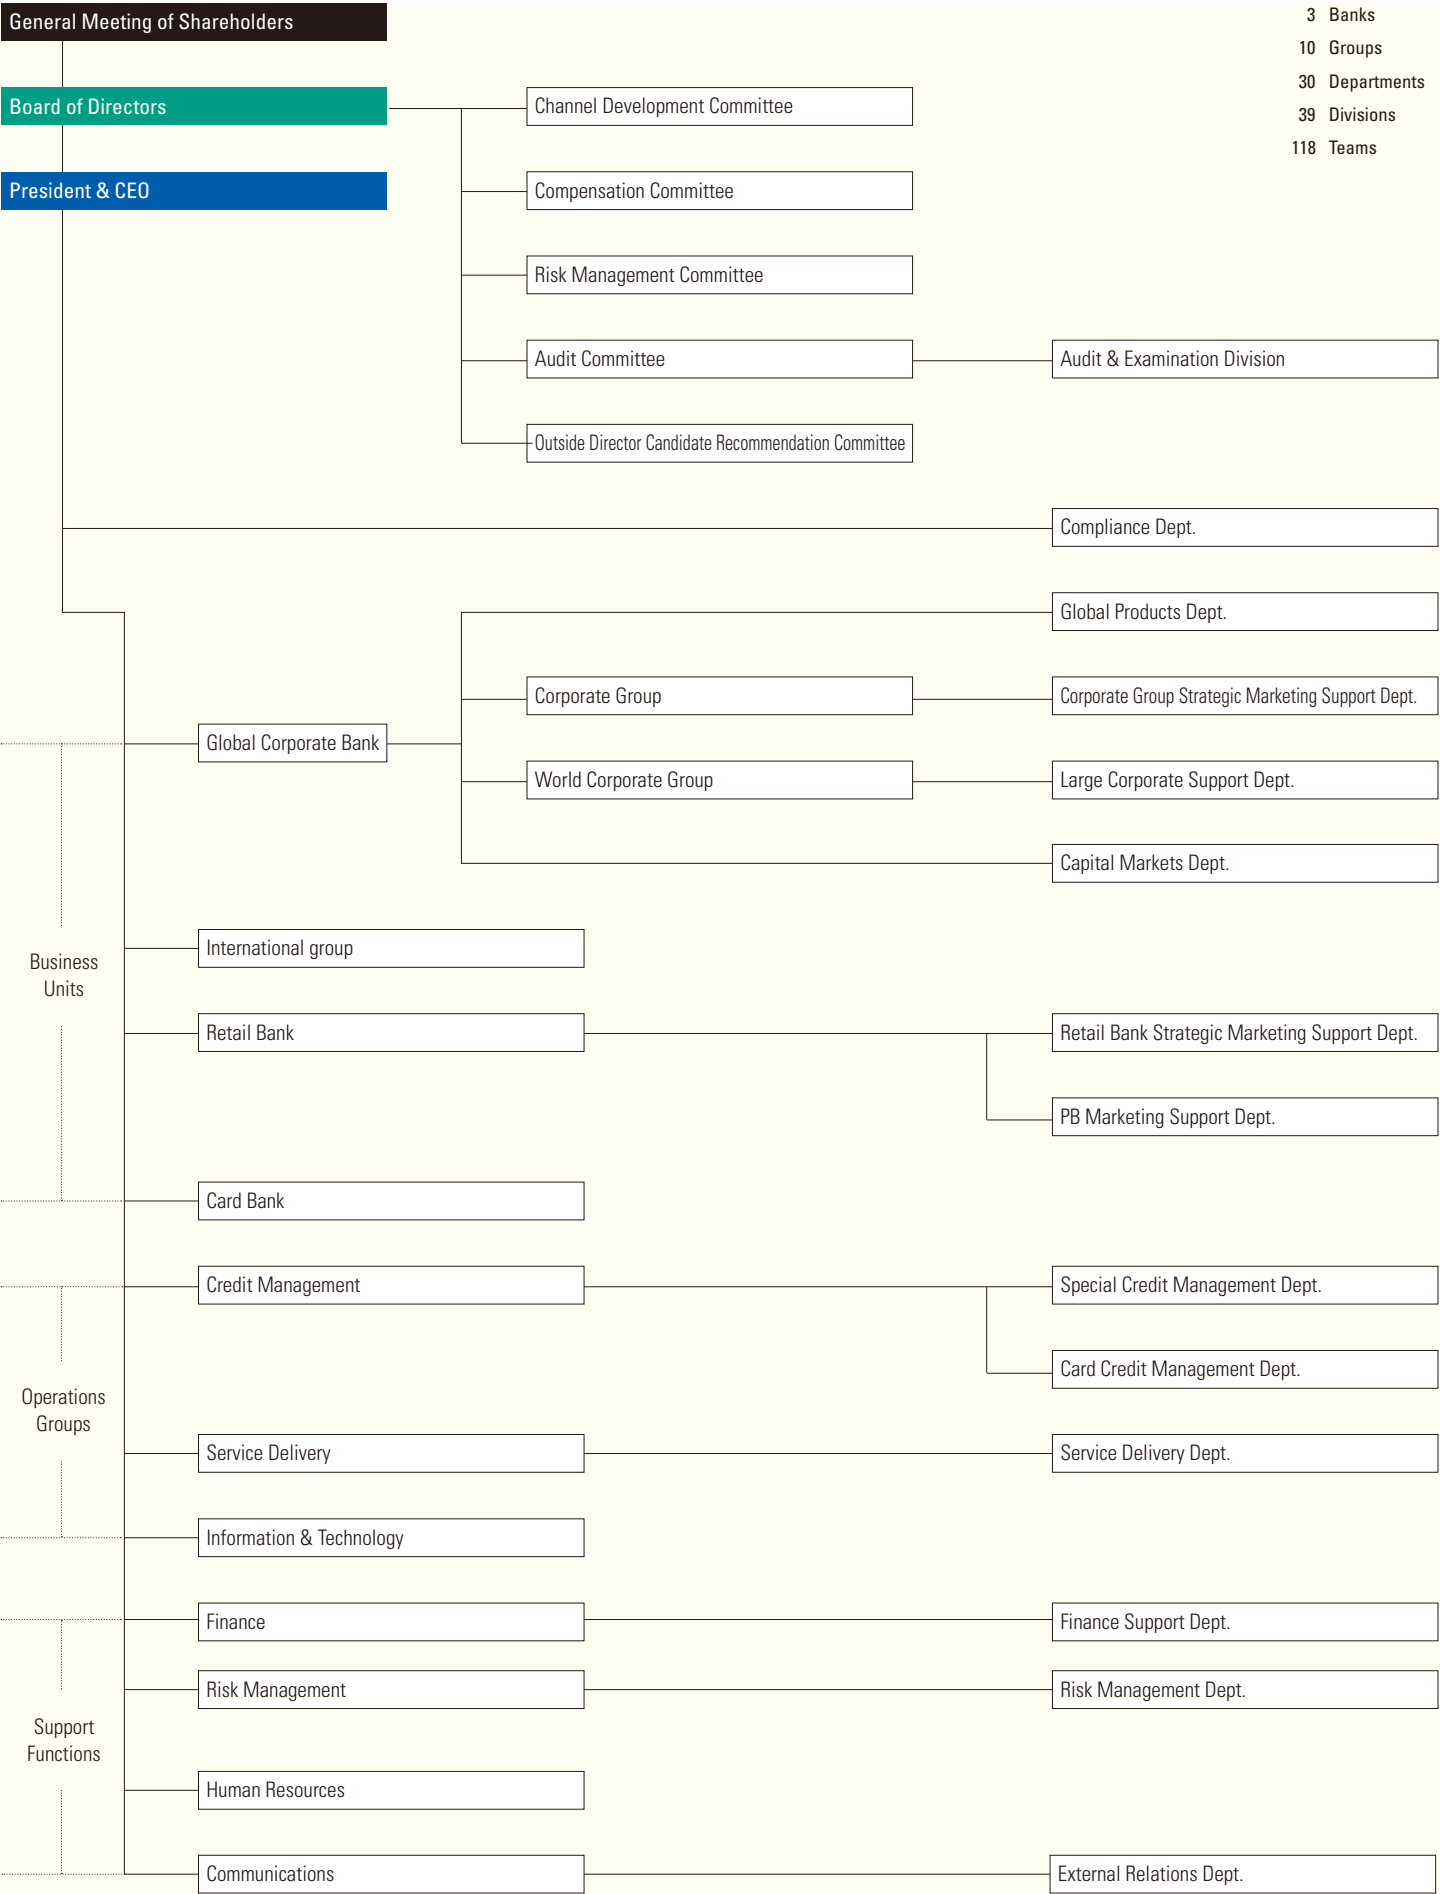 General Meeting of Shareholders
3 Banks
10 Groups
30 Departments
39 Divisions
118 Teams
Board of Directors
Channel Development Committee
President & CEO
Compensation Committee
Risk Management Committee
Audit Committee
Audit & Examination Division
Outside Director Candidate Recommendation Committee
Compliance Dept.
Global Products Dept.
Corporate Group
Corporate Group Strategic Marketing Support Dept.
Global Corporate Bank
World Corporate Group
Large Corporate Support Dept.
Capital Markets Dept.
Business
Units
International group
Retail Bank
Retail Bank Strategic Marketing Support Dept.
PB Marketing Support Dept.
Card Bank
Credit Management
Special Credit Management Dept.
Card Credit Management Dept.
Operations
Groups
Service Delivery
Service Delivery Dept.
Information & Technology
Finance
Finance Support Dept.
Risk Management
Risk Management Dept.
Support
Functions
Human Resources
Communications
External Relations Dept.